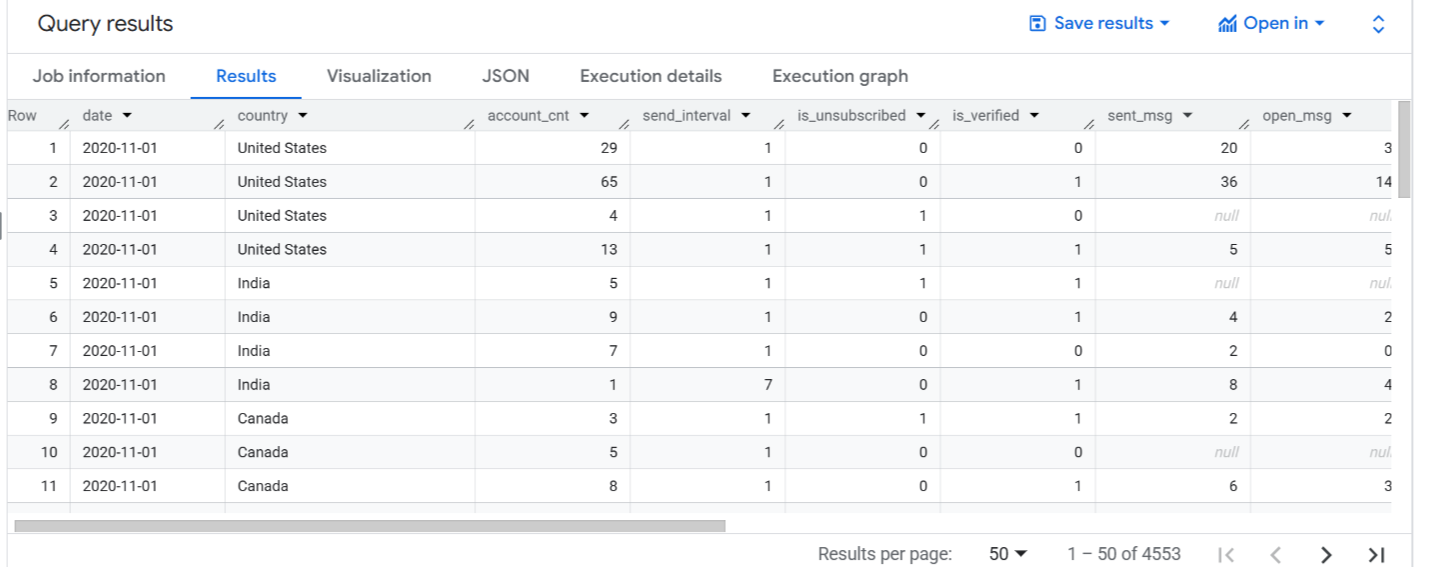 Query results Save results Open in
Job information Results Visualization JSON Execution details Execution graph
Row date country account_cnt send_interval is_unsubscribed is_verified sent_msg open_msg
1 2020-11-01 United States 29 1 0 0 20 3
2 2020-11-01 United States 65 1 0 1 36 14
3 2020-11-01 United States 4 1 1 0 null nul
4 2020-11-01 United States 13 1 1 1 5 5
5 2020-11-01 India 5 1 1 1 null nul
6 2020-11-01 India 9 1 0 1 4 2
7 2020-11-01 India 7 1 0 0 2 0
8 2020-11-01 India 1 7 0 1 8 4
9 2020-11-01 Canada 3 1 1 1 2 2
10 2020-11-01 Canada 5 1 0 0 null nul
11 2020-11-01 Canada 8 1 0 1 6 3
Results per page: 50 1 – 50 of 4553